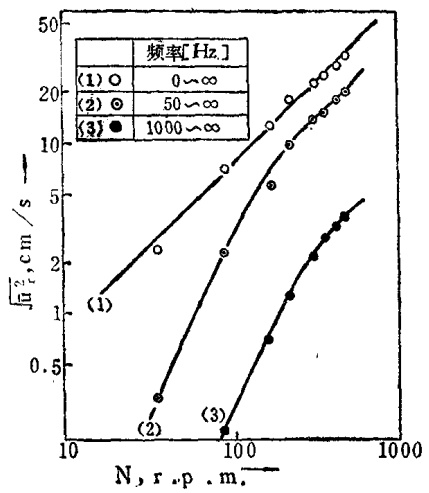 50
频率[Hz]
(1) ○ 0∽∞
(2) ⊙ 50∽∞
(3) ● 1000∽∞
20
10
5
2
1
0.5
√ū²ᵣ, cm/s →
(1)
(2)
(3)
10 100 1000
N, r.p.m. →